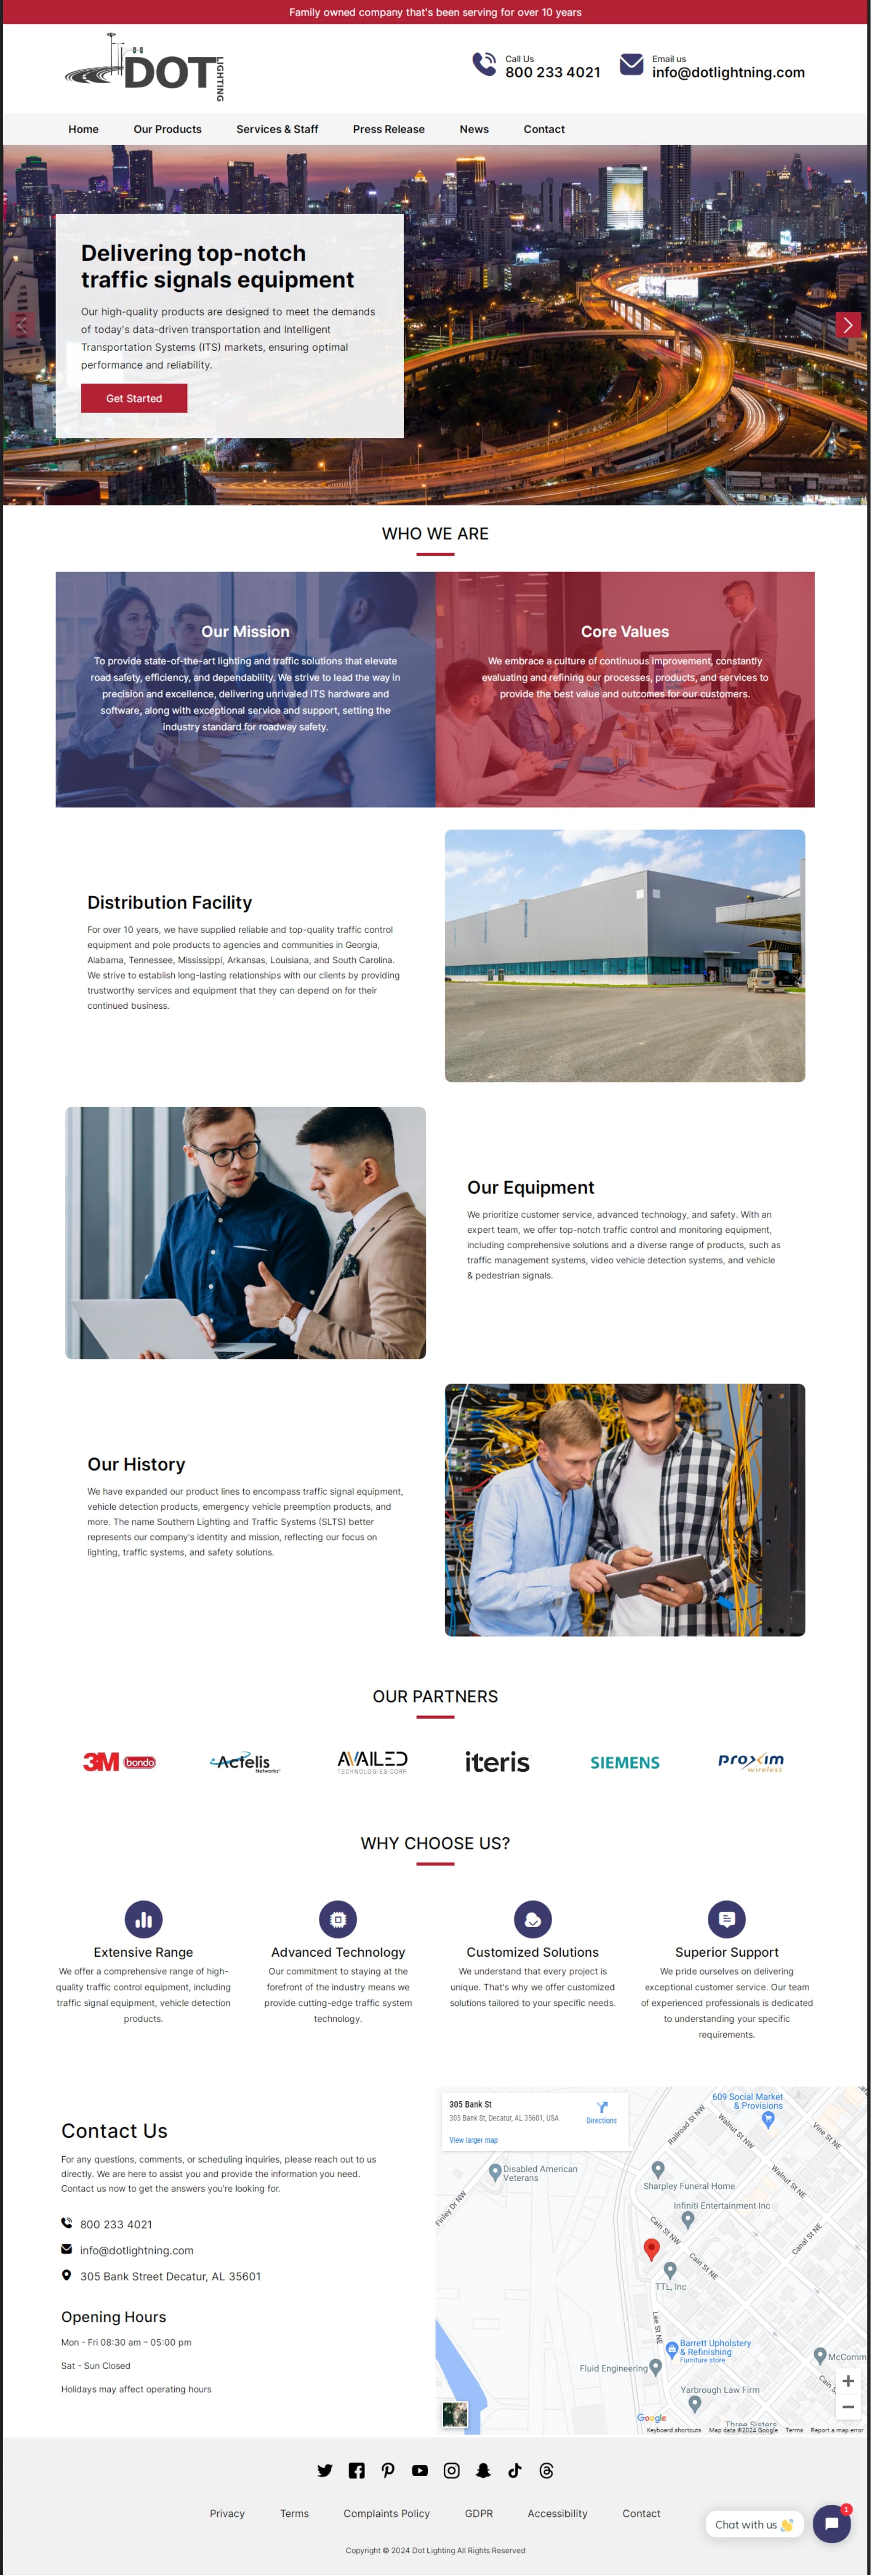 Family owned company that's been serving for over 10 years
DOT LIGHTING
Call Us
800 233 4021
Email us
info@dotlightning.com
Home Our Products Services & Staff Press Release News Contact
Delivering top-notch
traffic signals equipment
Our high-quality products are designed to meet the demands
of today's data-driven transportation and Intelligent
Transportation Systems (ITS) markets, ensuring optimal
performance and reliability.
Get Started
WHO WE ARE
Our Mission
To provide state-of-the-art lighting and traffic solutions that elevate
road safety, efficiency, and dependability. We strive to lead the way in
precision and excellence, delivering unrivaled ITS hardware and
software, along with exceptional service and support, setting the
industry standard for roadway safety.
Core Values
We embrace a culture of continuous improvement, constantly
evaluating and refining our processes, products, and services to
provide the best value and outcomes for our customers.
Distribution Facility
For over 10 years, we have supplied reliable and top-quality traffic control
equipment and pole products to agencies and communities in Georgia,
Alabama, Tennessee, Mississippi, Arkansas, Louisiana, and South Carolina.
We strive to establish long-lasting relationships with our clients by providing
trustworthy services and equipment that they can depend on for their
continued business.
Our Equipment
We prioritize customer service, advanced technology, and safety. With an
expert team, we offer top-notch traffic control and monitoring equipment,
including comprehensive solutions and a diverse range of products, such as
traffic management systems, video vehicle detection systems, and vehicle
& pedestrian signals.
Our History
We have expanded our product lines to encompass traffic signal equipment,
vehicle detection products, emergency vehicle preemption products, and
more. The name Southern Lighting and Traffic Systems (SLTS) better
represents our company's identity and mission, reflecting our focus on
lighting, traffic systems, and safety solutions.
OUR PARTNERS
3M bondo
Actelis
Networks
AVAILED
TECHNOLOGIES CORP.
iteris
SIEMENS
proxim
wireless
WHY CHOOSE US?
Extensive Range
We offer a comprehensive range of high-
quality traffic control equipment, including
traffic signal equipment, vehicle detection
products.
Advanced Technology
Our commitment to staying at the
forefront of the industry means we
provide cutting-edge traffic system
technology.
Customized Solutions
We understand that every project is
unique. That's why we offer customized
solutions tailored to your specific needs.
Superior Support
We pride ourselves on delivering
exceptional customer service. Our team
of experienced professionals is dedicated
to understanding your specific
requirements.
Contact Us
For any questions, comments, or scheduling inquiries, please reach out to us
directly. We are here to assist you and provide the information you need.
Contact us now to get the answers you're looking for.
800 233 4021
info@dotlightning.com
305 Bank Street Decatur, AL 35601
Opening Hours
Mon - Fri 08:30 am – 05:00 pm
Sat - Sun Closed
Holidays may affect operating hours
305 Bank St
305 Bank St, Decatur, AL 35601, USA
Directions
View larger map
609 Social Market
& Provisions
Railroad St NW
Walnut St NW
Vine St NE
Disabled American
Veterans
Sharpley Funeral Home
Walnut St NE
Infiniti Entertainment Inc
Finley Dr NW
Cain St NW
Canal St NE
Cain St NE
TTL, Inc
Lee St NE
Barrett Upholstery
& Refinishing
Furniture store
McComm
Fluid Engineering
Cain S
Yarbrough Law Firm
Three Sisters
Google
Keyboard shortcuts Map data ©2024 Google Terms Report a map error
Privacy Terms Complaints Policy GDPR Accessibility Contact
Chat with us 👋
1
Copyright © 2024 Dot Lighting All Rights Reserved